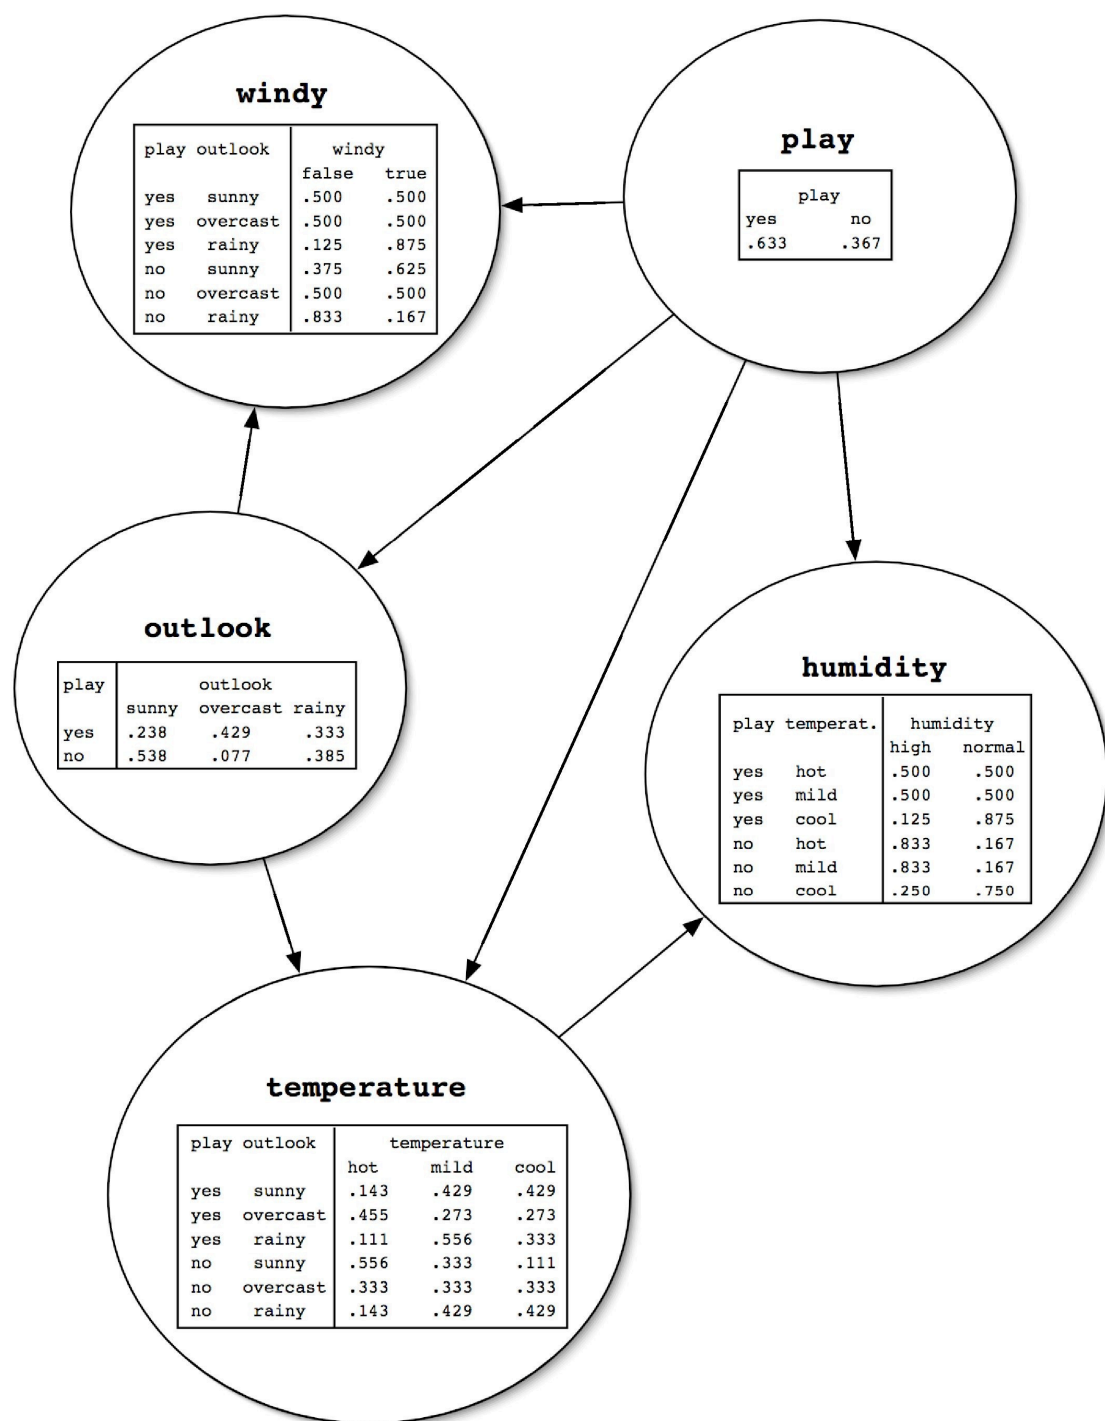 windy
play outlook windy
false true
yes sunny .500 .500
yes overcast .500 .500
yes rainy .125 .875
no sunny .375 .625
no overcast .500 .500
no rainy .833 .167
play
play
yes no
.633 .367
outlook
play outlook
sunny overcast rainy
yes .238 .429 .333
no .538 .077 .385
humidity
play temperat. humidity
high normal
yes hot .500 .500
yes mild .500 .500
yes cool .125 .875
no hot .833 .167
no mild .833 .167
no cool .250 .750
temperature
play outlook temperature
hot mild cool
yes sunny .143 .429 .429
yes overcast .455 .273 .273
yes rainy .111 .556 .333
no sunny .556 .333 .111
no overcast .333 .333 .333
no rainy .143 .429 .429